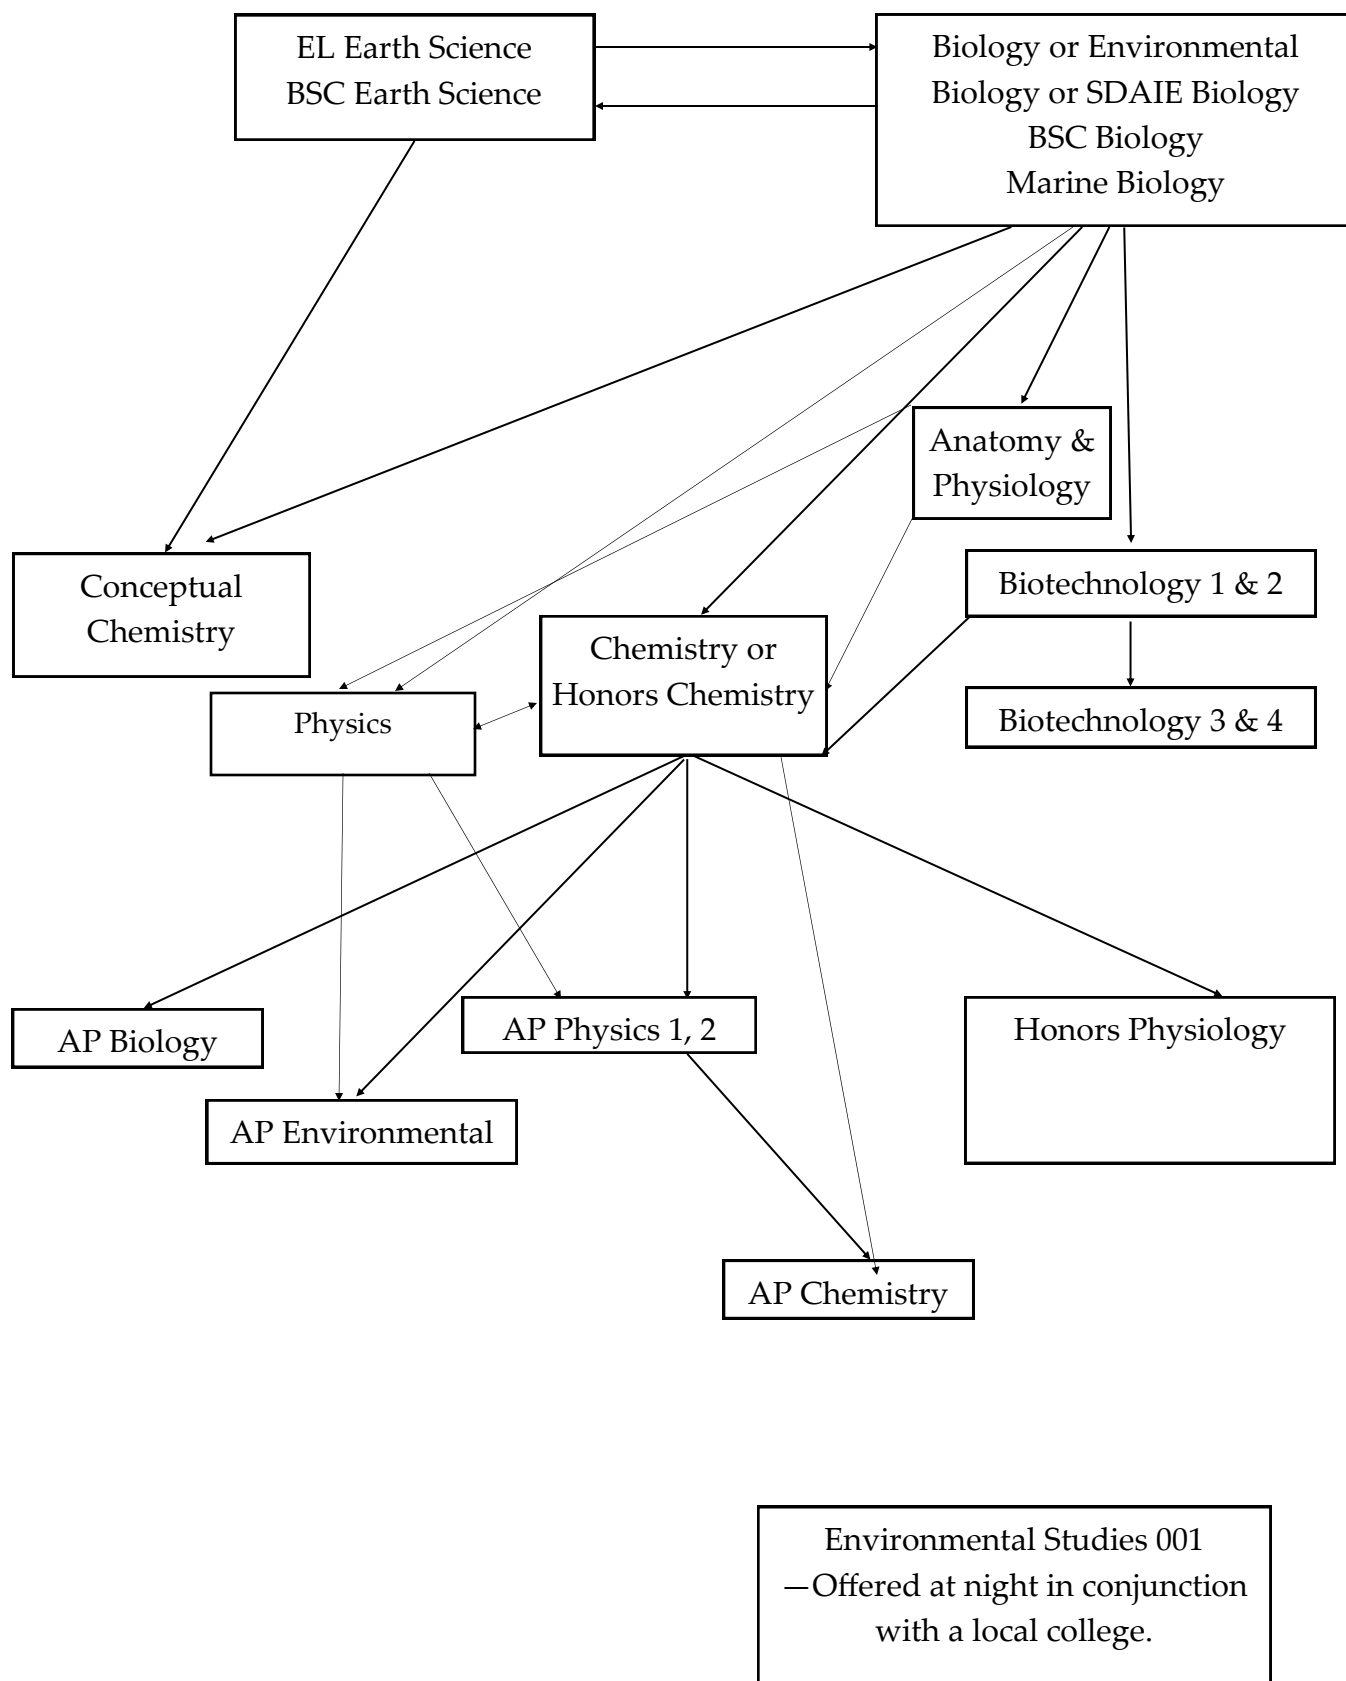 EL Earth Science
BSC Earth Science
Biology or Environmental
Biology or SDAIE Biology
BSC Biology
Marine Biology
Anatomy &
Physiology
Conceptual
Chemistry
Biotechnology 1 & 2
Chemistry or
Honors Chemistry
Physics
Biotechnology 3 & 4
AP Biology
AP Physics 1, 2
Honors Physiology
AP Environmental
AP Chemistry
Environmental Studies 001
—Offered at night in conjunction
with a local college.